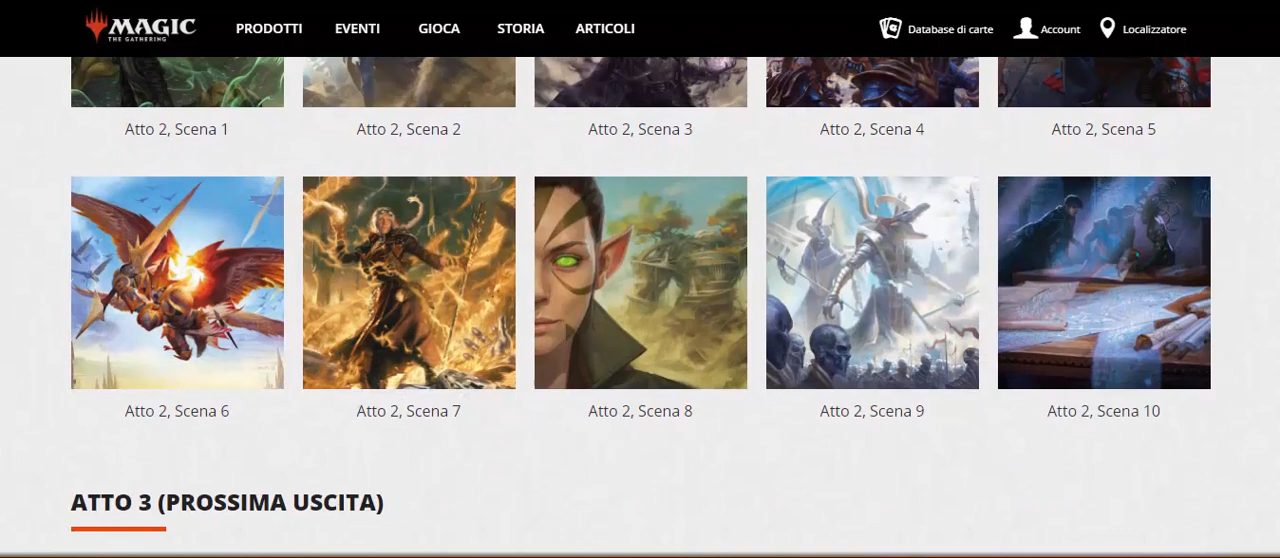 MAGIC
THE GATHERING
PRODOTTI EVENTI GIOCA STORIA ARTICOLI Database di carte Account Localizzatore
Atto 2, Scena 1 Atto 2, Scena 2 Atto 2, Scena 3 Atto 2, Scena 4 Atto 2, Scena 5
Atto 2, Scena 6 Atto 2, Scena 7 Atto 2, Scena 8 Atto 2, Scena 9 Atto 2, Scena 10
ATTO 3 (PROSSIMA USCITA)